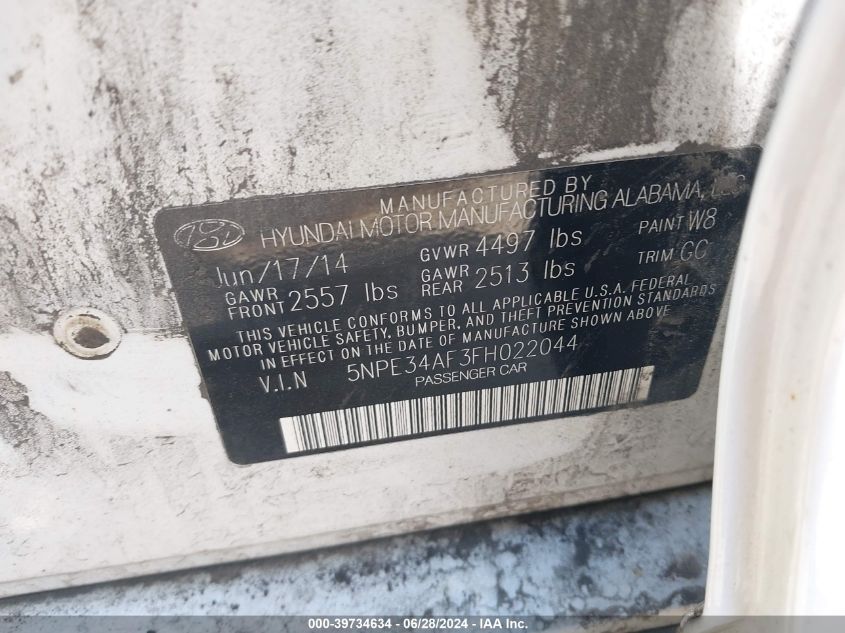 MANUFACTURED BY
HYUNDAI MOTOR MANUFACTURING ALABAMA, LLC
Jun/17/14 GVWR 4497 lbs PAINT W8
GAWR FRONT 2557 lbs GAWR REAR 2513 lbs TRIM GC
THIS VEHICLE CONFORMS TO ALL APPLICABLE U.S.A. FEDERAL
MOTOR VEHICLE SAFETY, BUMPER, AND THEFT PREVENTION STANDARDS
IN EFFECT ON THE DATE OF MANUFACTURE SHOWN ABOVE
V.I.N 5NPE34AF3FH022044
PASSENGER CAR
000-39734634 - 06/28/2024 - IAA Inc.